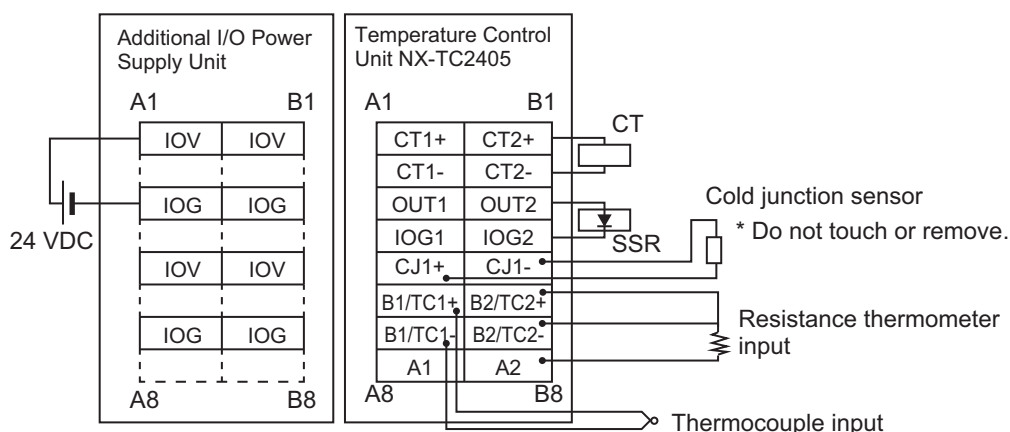 Additional I/O Power
Supply Unit
A1 B1
IOV IOV
IOG IOG
IOV IOV
IOG IOG
A8 B8
24 VDC
Temperature Control
Unit NX-TC2405
A1 B1
CT1+ CT2+
CT1- CT2-
OUT1 OUT2
IOG1 IOG2
CJ1+ CJ1-
B1/TC1+ B2/TC2+
B1/TC1- B2/TC2-
A1 A2
A8 B8
CT
SSR
Cold junction sensor
* Do not touch or remove.
Resistance thermometer
input
Thermocouple input